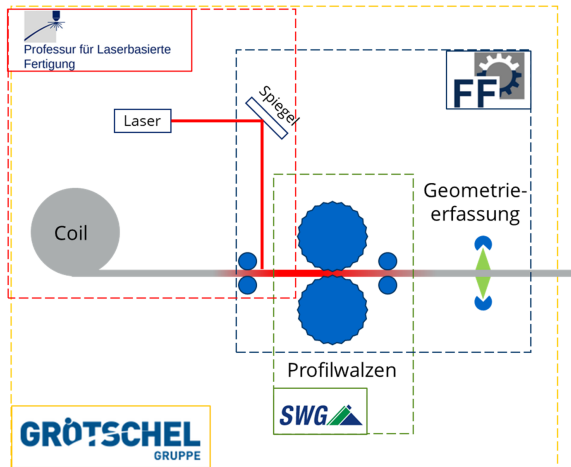 Professur für Laserbasierte
Fertigung
FF
Spiegel
Laser
Geometrie-
erfassung
Coil
Profilwalzen
SWG
GRÖTSCHEL
GRUPPE